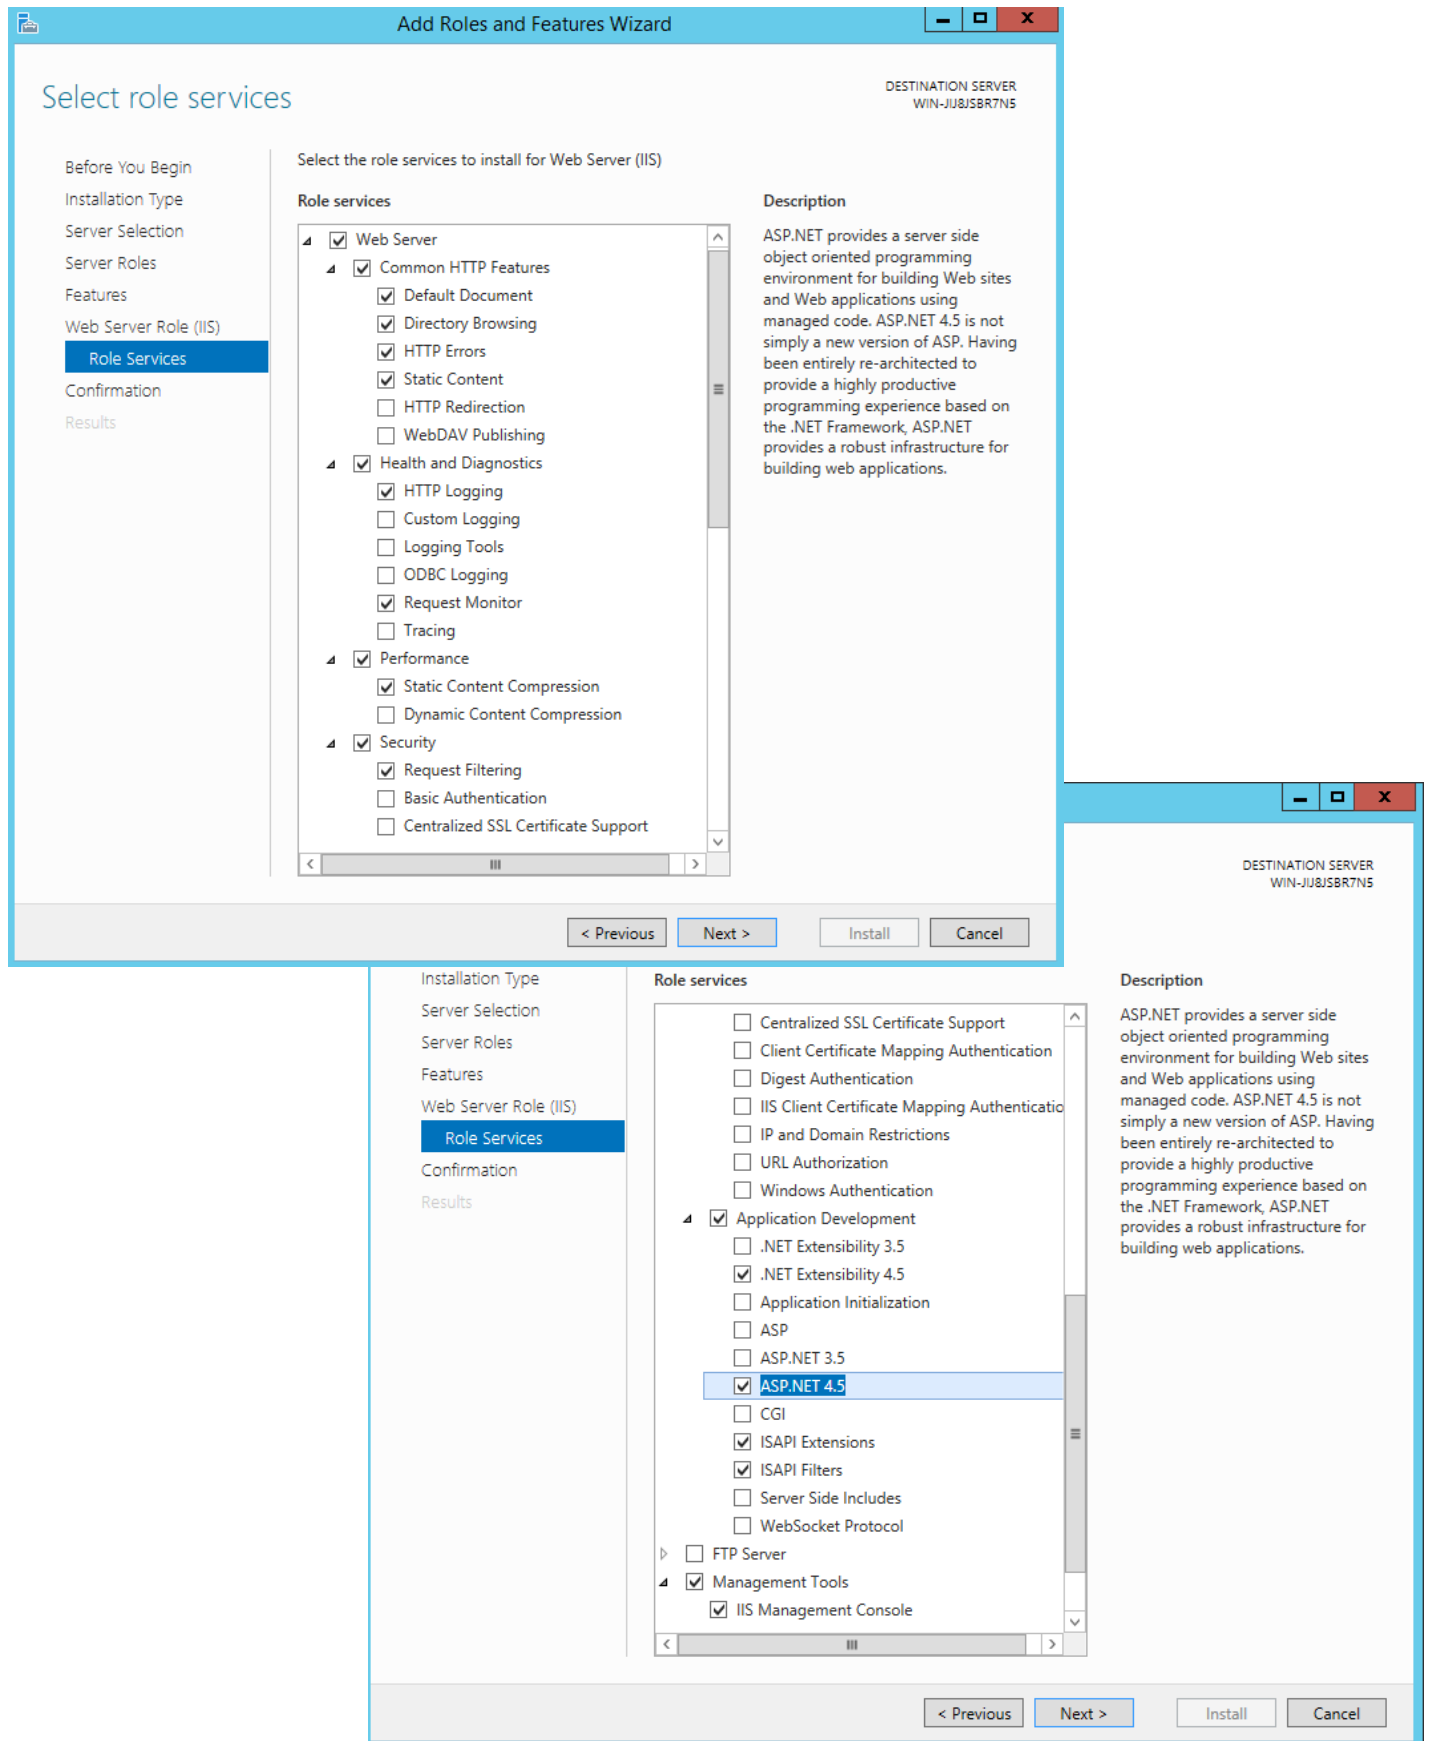 Add Roles and Features Wizard
Select role services
DESTINATION SERVER
WIN-JIJ8JSBR7N5
Before You Begin
Installation Type
Server Selection
Server Roles
Features
Web Server Role (IIS)
Role Services
Confirmation
Results
Select the role services to install for Web Server (IIS)
Role services
Web Server
Common HTTP Features
Default Document
Directory Browsing
HTTP Errors
Static Content
HTTP Redirection
WebDAV Publishing
Health and Diagnostics
HTTP Logging
Custom Logging
Logging Tools
ODBC Logging
Request Monitor
Tracing
Performance
Static Content Compression
Dynamic Content Compression
Security
Request Filtering
Basic Authentication
Centralized SSL Certificate Support
Description
ASP.NET provides a server side
object oriented programming
environment for building Web sites
and Web applications using
managed code. ASP.NET 4.5 is not
simply a new version of ASP. Having
been entirely re-architected to
provide a highly productive
programming experience based on
the .NET Framework, ASP.NET
provides a robust infrastructure for
building web applications.
< Previous
Next >
Install
Cancel
DESTINATION SERVER
WIN-JIJ8JSBR7N5
Installation Type
Server Selection
Server Roles
Features
Web Server Role (IIS)
Role Services
Confirmation
Results
Role services
Centralized SSL Certificate Support
Client Certificate Mapping Authentication
Digest Authentication
IIS Client Certificate Mapping Authenticatio
IP and Domain Restrictions
URL Authorization
Windows Authentication
Application Development
.NET Extensibility 3.5
.NET Extensibility 4.5
Application Initialization
ASP
ASP.NET 3.5
ASP.NET 4.5
CGI
ISAPI Extensions
ISAPI Filters
Server Side Includes
WebSocket Protocol
FTP Server
Management Tools
IIS Management Console
Description
ASP.NET provides a server side
object oriented programming
environment for building Web sites
and Web applications using
managed code. ASP.NET 4.5 is not
simply a new version of ASP. Having
been entirely re-architected to
provide a highly productive
programming experience based on
the .NET Framework, ASP.NET
provides a robust infrastructure for
building web applications.
< Previous
Next >
Install
Cancel